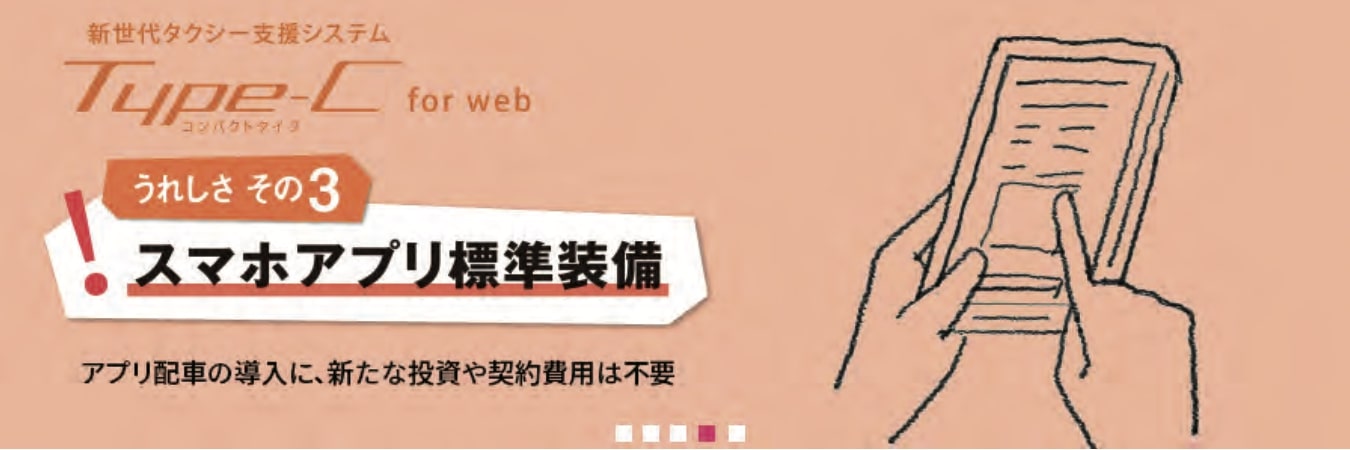 新世代タクシー支援システム
Type-C for web
コンパクトタイプ
うれしさ その3
!
スマホアプリ標準装備
アプリ配車の導入に、新たな投資や契約費用は不要